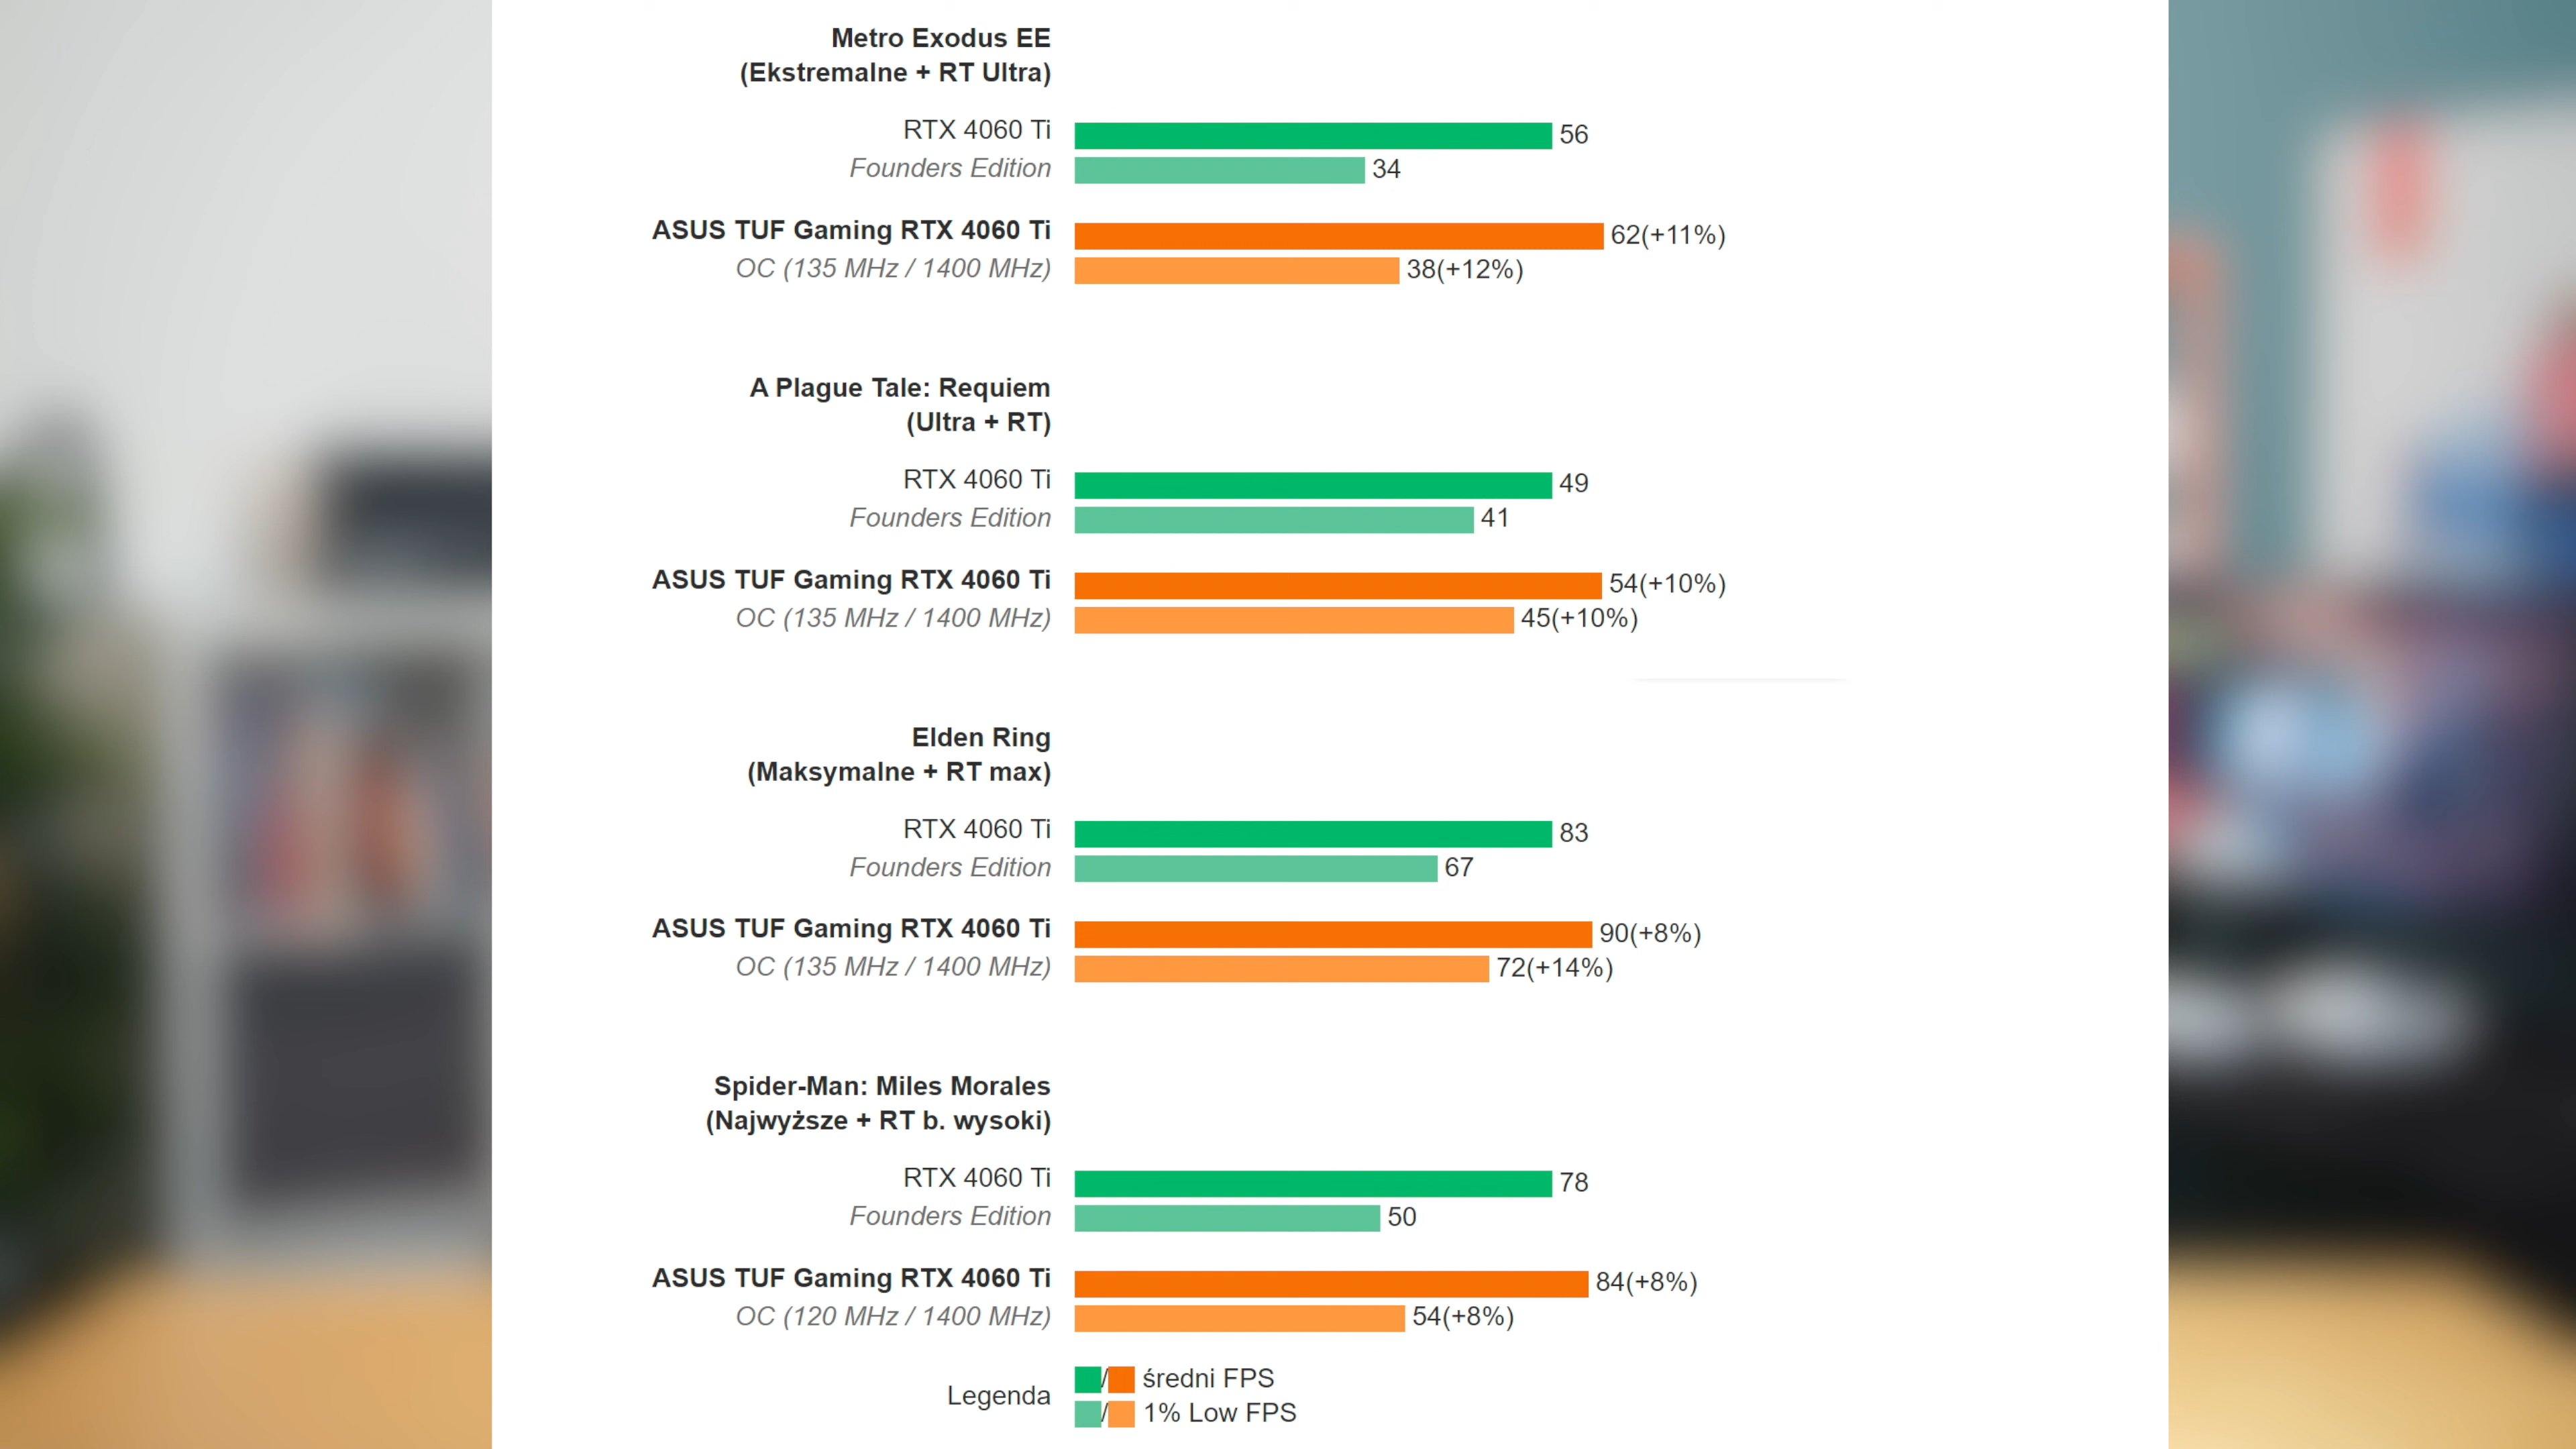 Metro Exodus EE
(Ekstremalne + RT Ultra)
RTX 4060 Ti
56
Founders Edition
34
ASUS TUF Gaming RTX 4060 Ti
62(+11%)
OC (135 MHz / 1400 MHz)
38(+12%)
A Plague Tale: Requiem
(Ultra + RT)
RTX 4060 Ti
49
Founders Edition
41
ASUS TUF Gaming RTX 4060 Ti
54(+10%)
OC (135 MHz / 1400 MHz)
45(+10%)
Elden Ring
(Maksymalne + RT max)
RTX 4060 Ti
83
Founders Edition
67
ASUS TUF Gaming RTX 4060 Ti
90(+8%)
OC (135 MHz / 1400 MHz)
72(+14%)
Spider-Man: Miles Morales
(Najwyższe + RT b. wysoki)
RTX 4060 Ti
78
Founders Edition
50
ASUS TUF Gaming RTX 4060 Ti
84(+8%)
OC (120 MHz / 1400 MHz)
54(+8%)
Legenda
/ średni FPS
/ 1% Low FPS